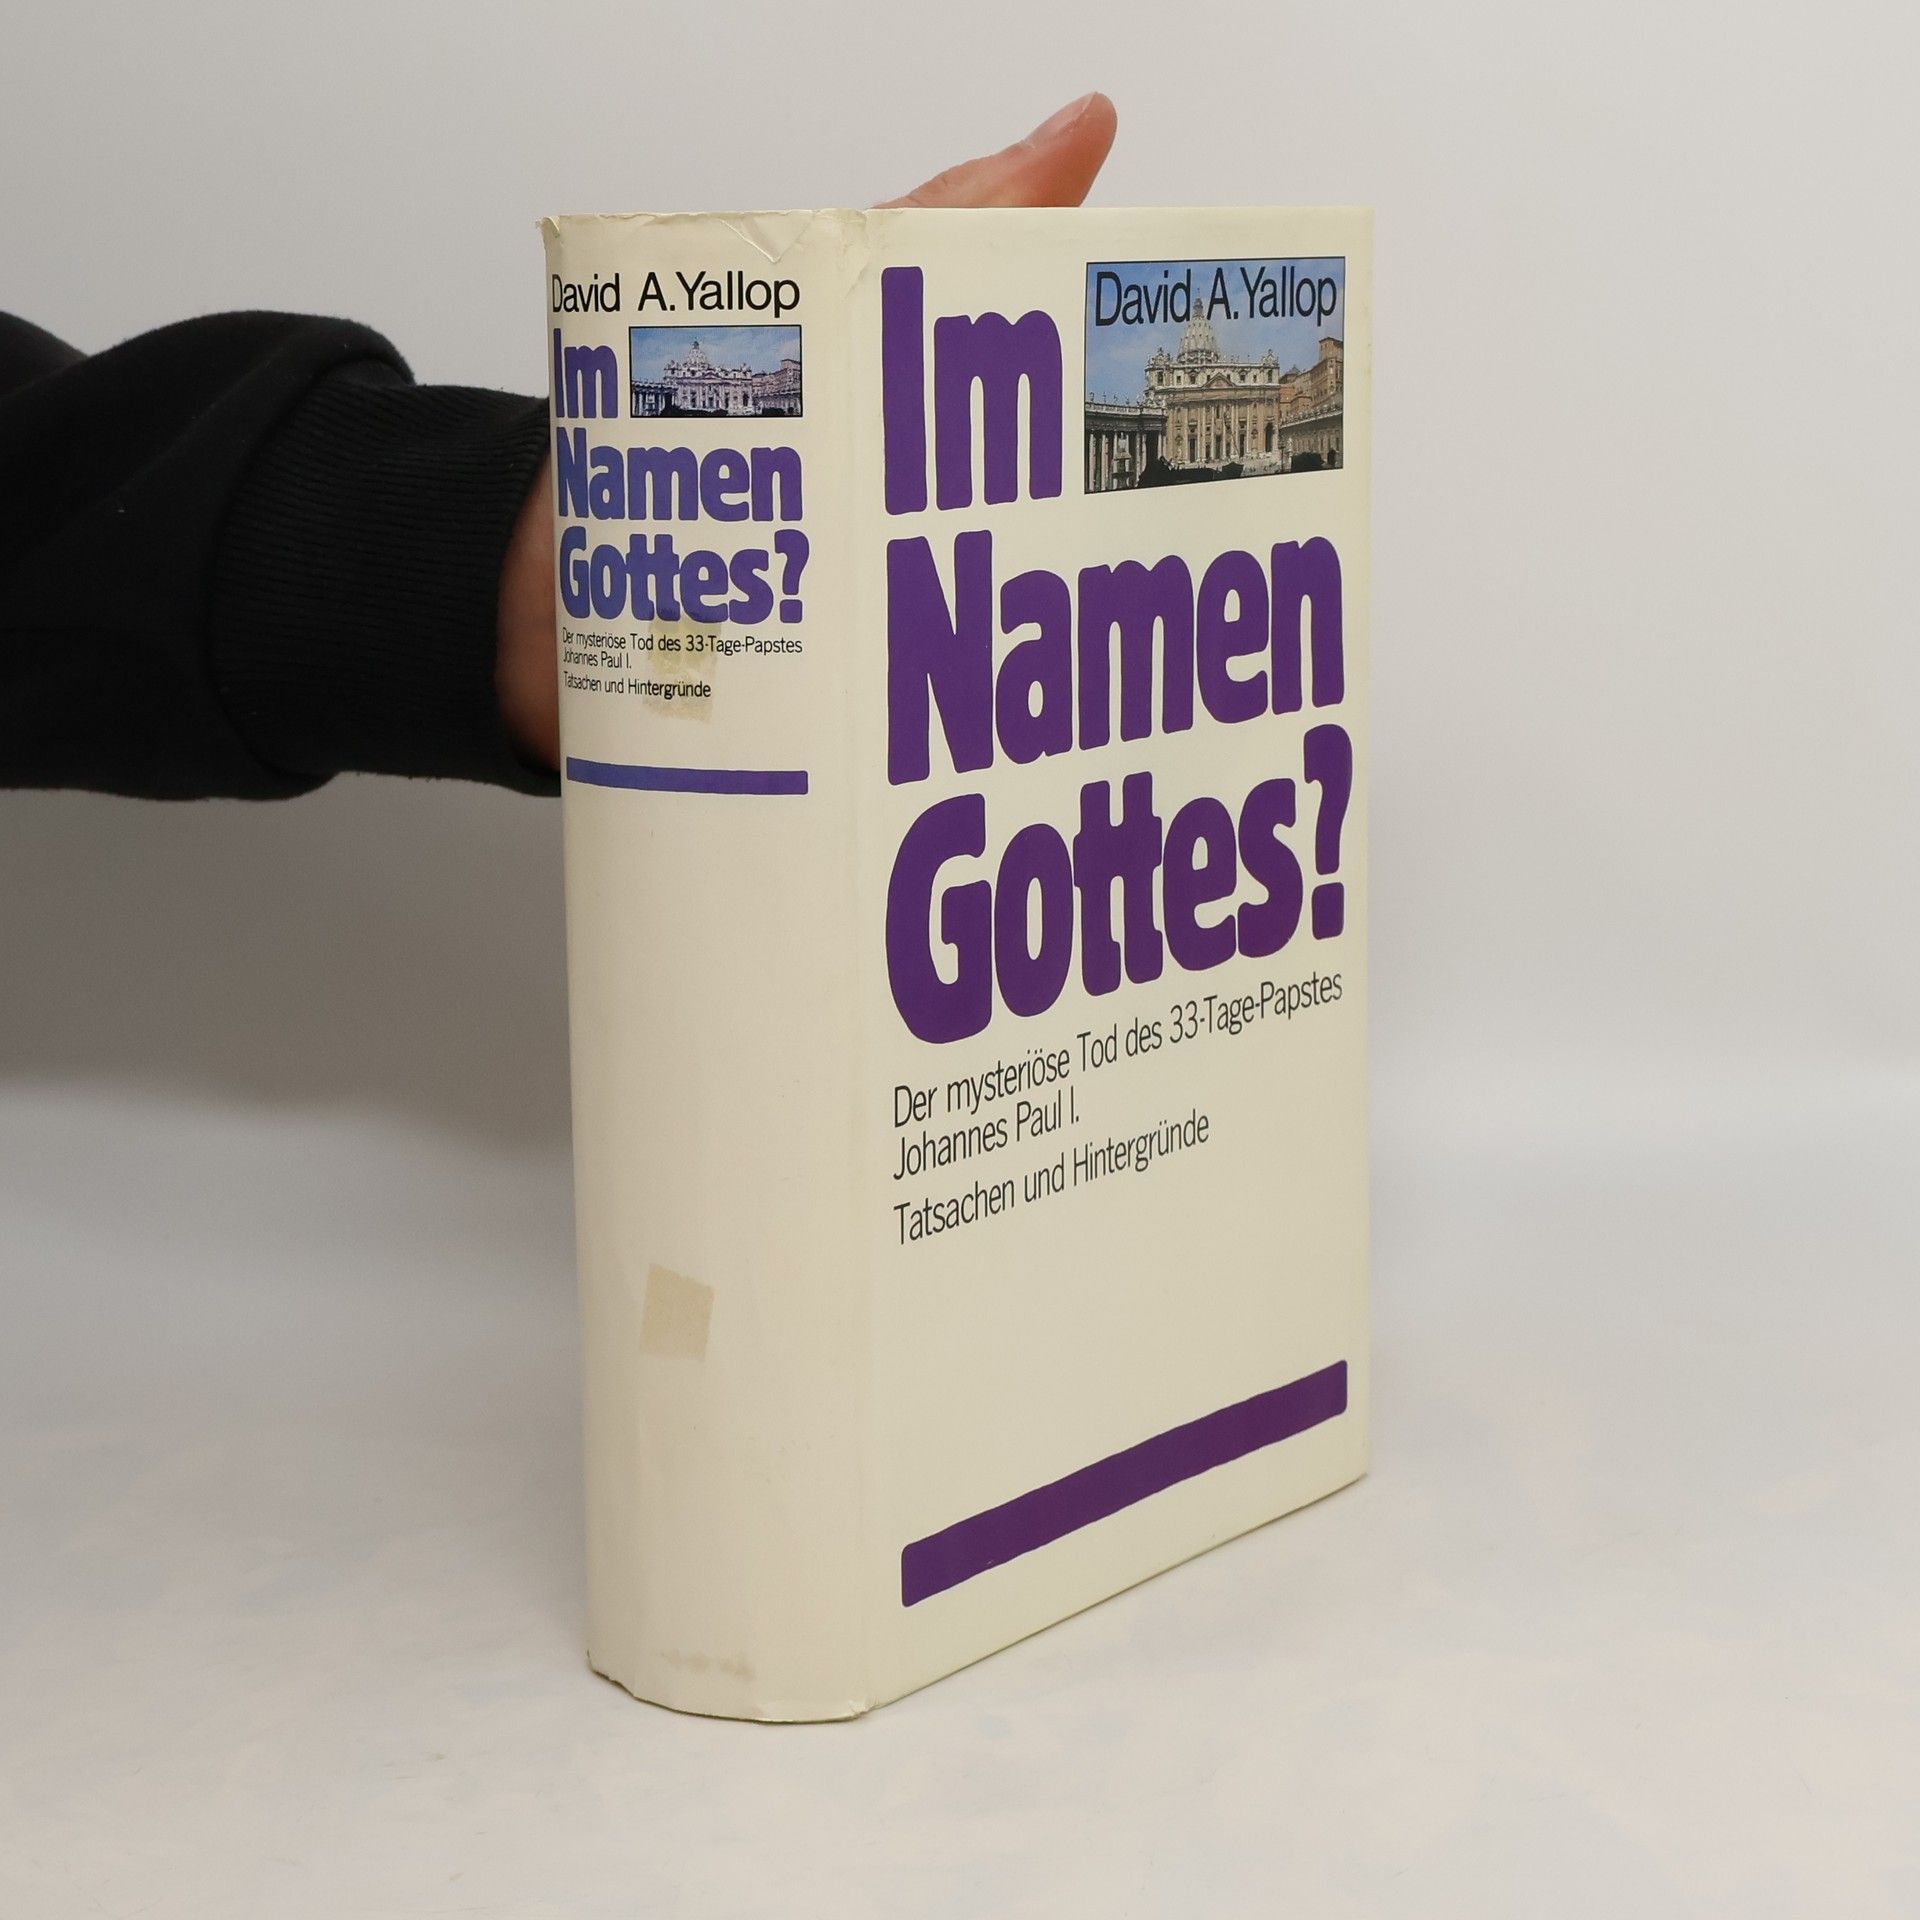 David A. Yallop
Im
Namen
Gottes?
Der mysteriöse Tod des 33-Tage-Papstes
Johannes Paul I.
Tatsachen und Hintergründe
David A. Yallop
Im
Namen
Gottes?
Der mysteriöse Tod des 33-Tage-Papstes
Johannes Paul I.
Tatsachen und Hintergründe